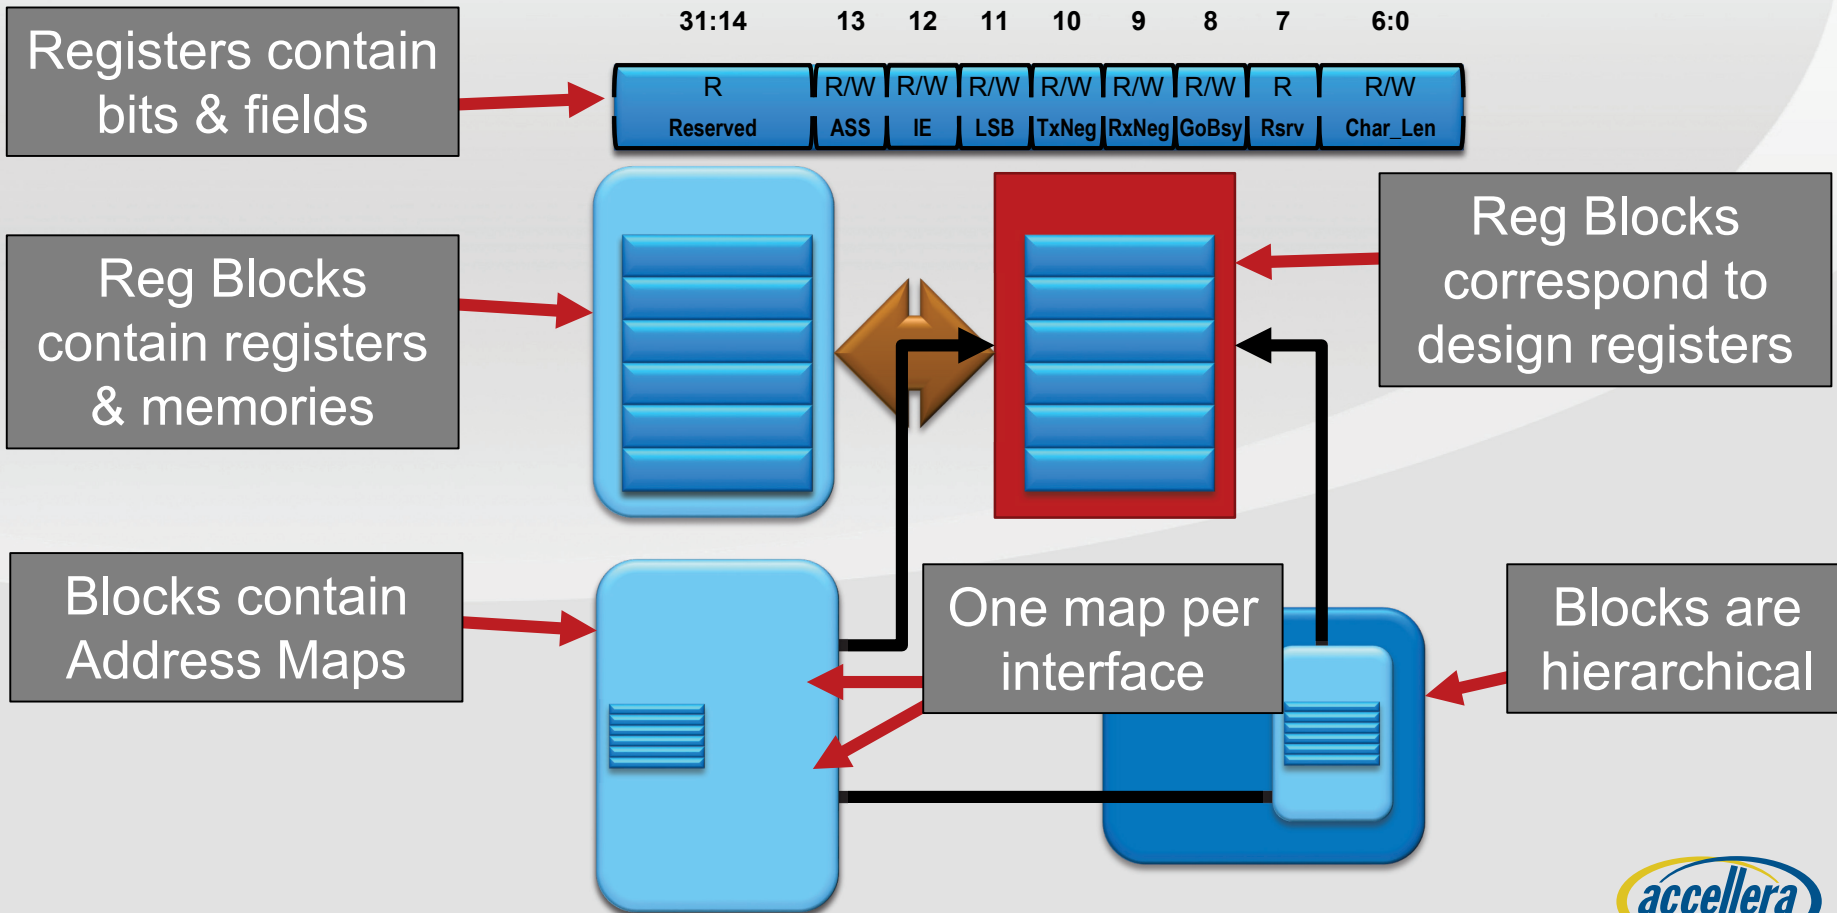 31:14 13 12 11 10 9 8 7 6:0
Registers contain
bits & fields
R R/W R/W R/W R/W R/W R/W R R/W
Reserved ASS IE LSB TxNeg RxNeg GoBsy Rsrv Char_Len
Reg Blocks
contain registers
& memories
Reg Blocks
correspond to
design registers
Blocks contain
Address Maps
One map per
interface
Blocks are
hierarchical
accellera